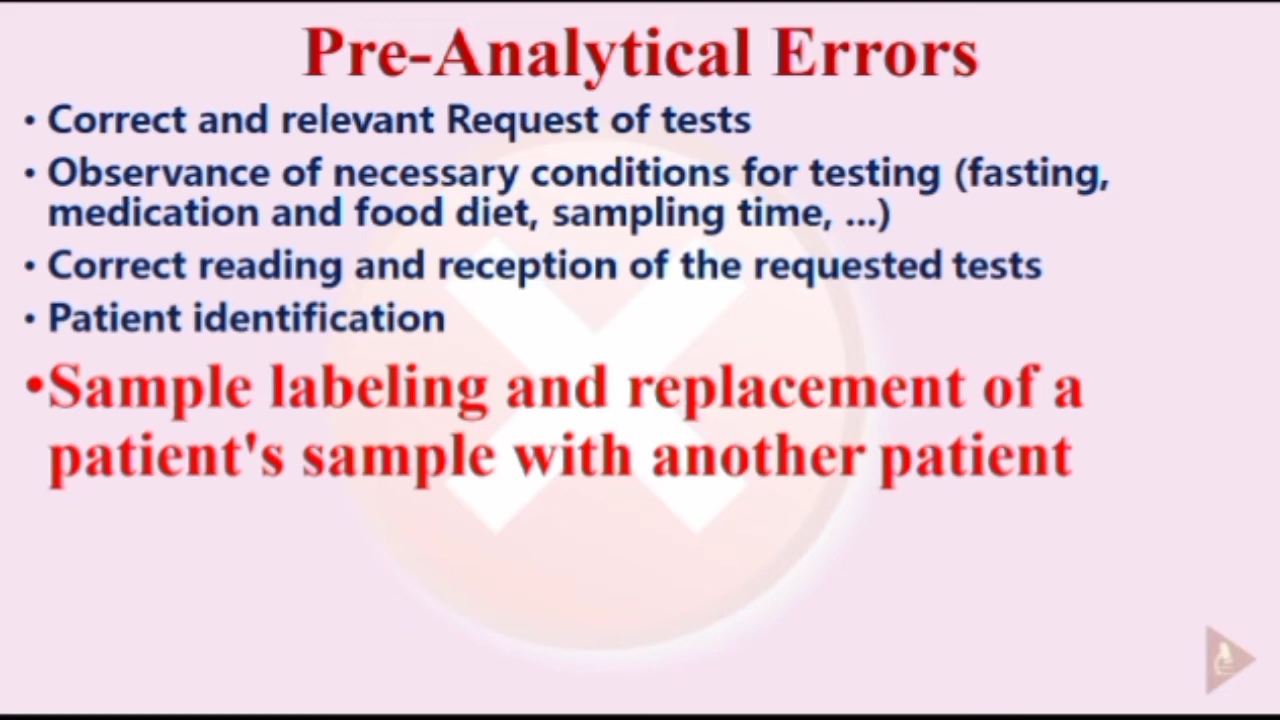 Pre-Analytical Errors
• Correct and relevant Request of tests
• Observance of necessary conditions for testing (fasting,
medication and food diet, sampling time, ...)
• Correct reading and reception of the requested tests
• Patient identification
•Sample labeling and replacement of a
patient's sample with another patient